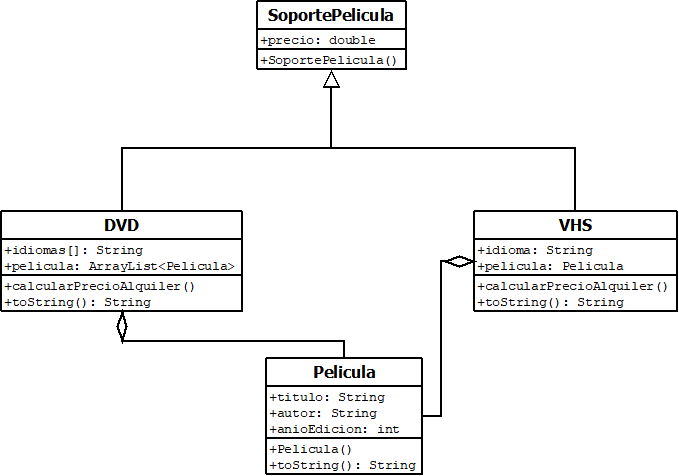 SoportePelicula
+precio: double
+SoportePelicula()
DVD
+idiomas[]: String
+pelicula: ArrayList<Pelicula>
+calcularPrecioAlquiler()
+toString(): String
VHS
+idioma: String
+pelicula: Pelicula
+calcularPrecioAlquiler()
+toString(): String
Pelicula
+titulo: String
+autor: String
+anioEdicion: int
+Pelicula()
+toString(): String